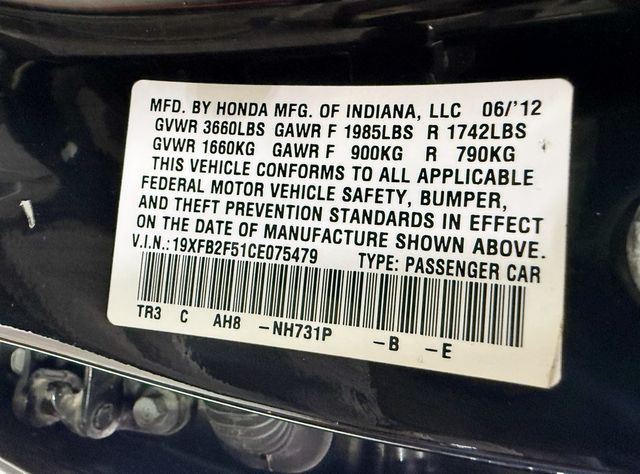 MFD. BY HONDA MFG. OF INDIANA, LLC 06/'12
GVWR 3660LBS GAWR F 1985LBS R 1742LBS
GVWR 1660KG GAWR F 900KG R 790KG
THIS VEHICLE CONFORMS TO ALL APPLICABLE
FEDERAL MOTOR VEHICLE SAFETY, BUMPER,
AND THEFT PREVENTION STANDARDS IN EFFECT
ON THE DATE OF MANUFACTURE SHOWN ABOVE.
V.I.N.:19XFB2F51CE075479 TYPE: PASSENGER CAR
TR3 C AH8 -NH731P -B -E